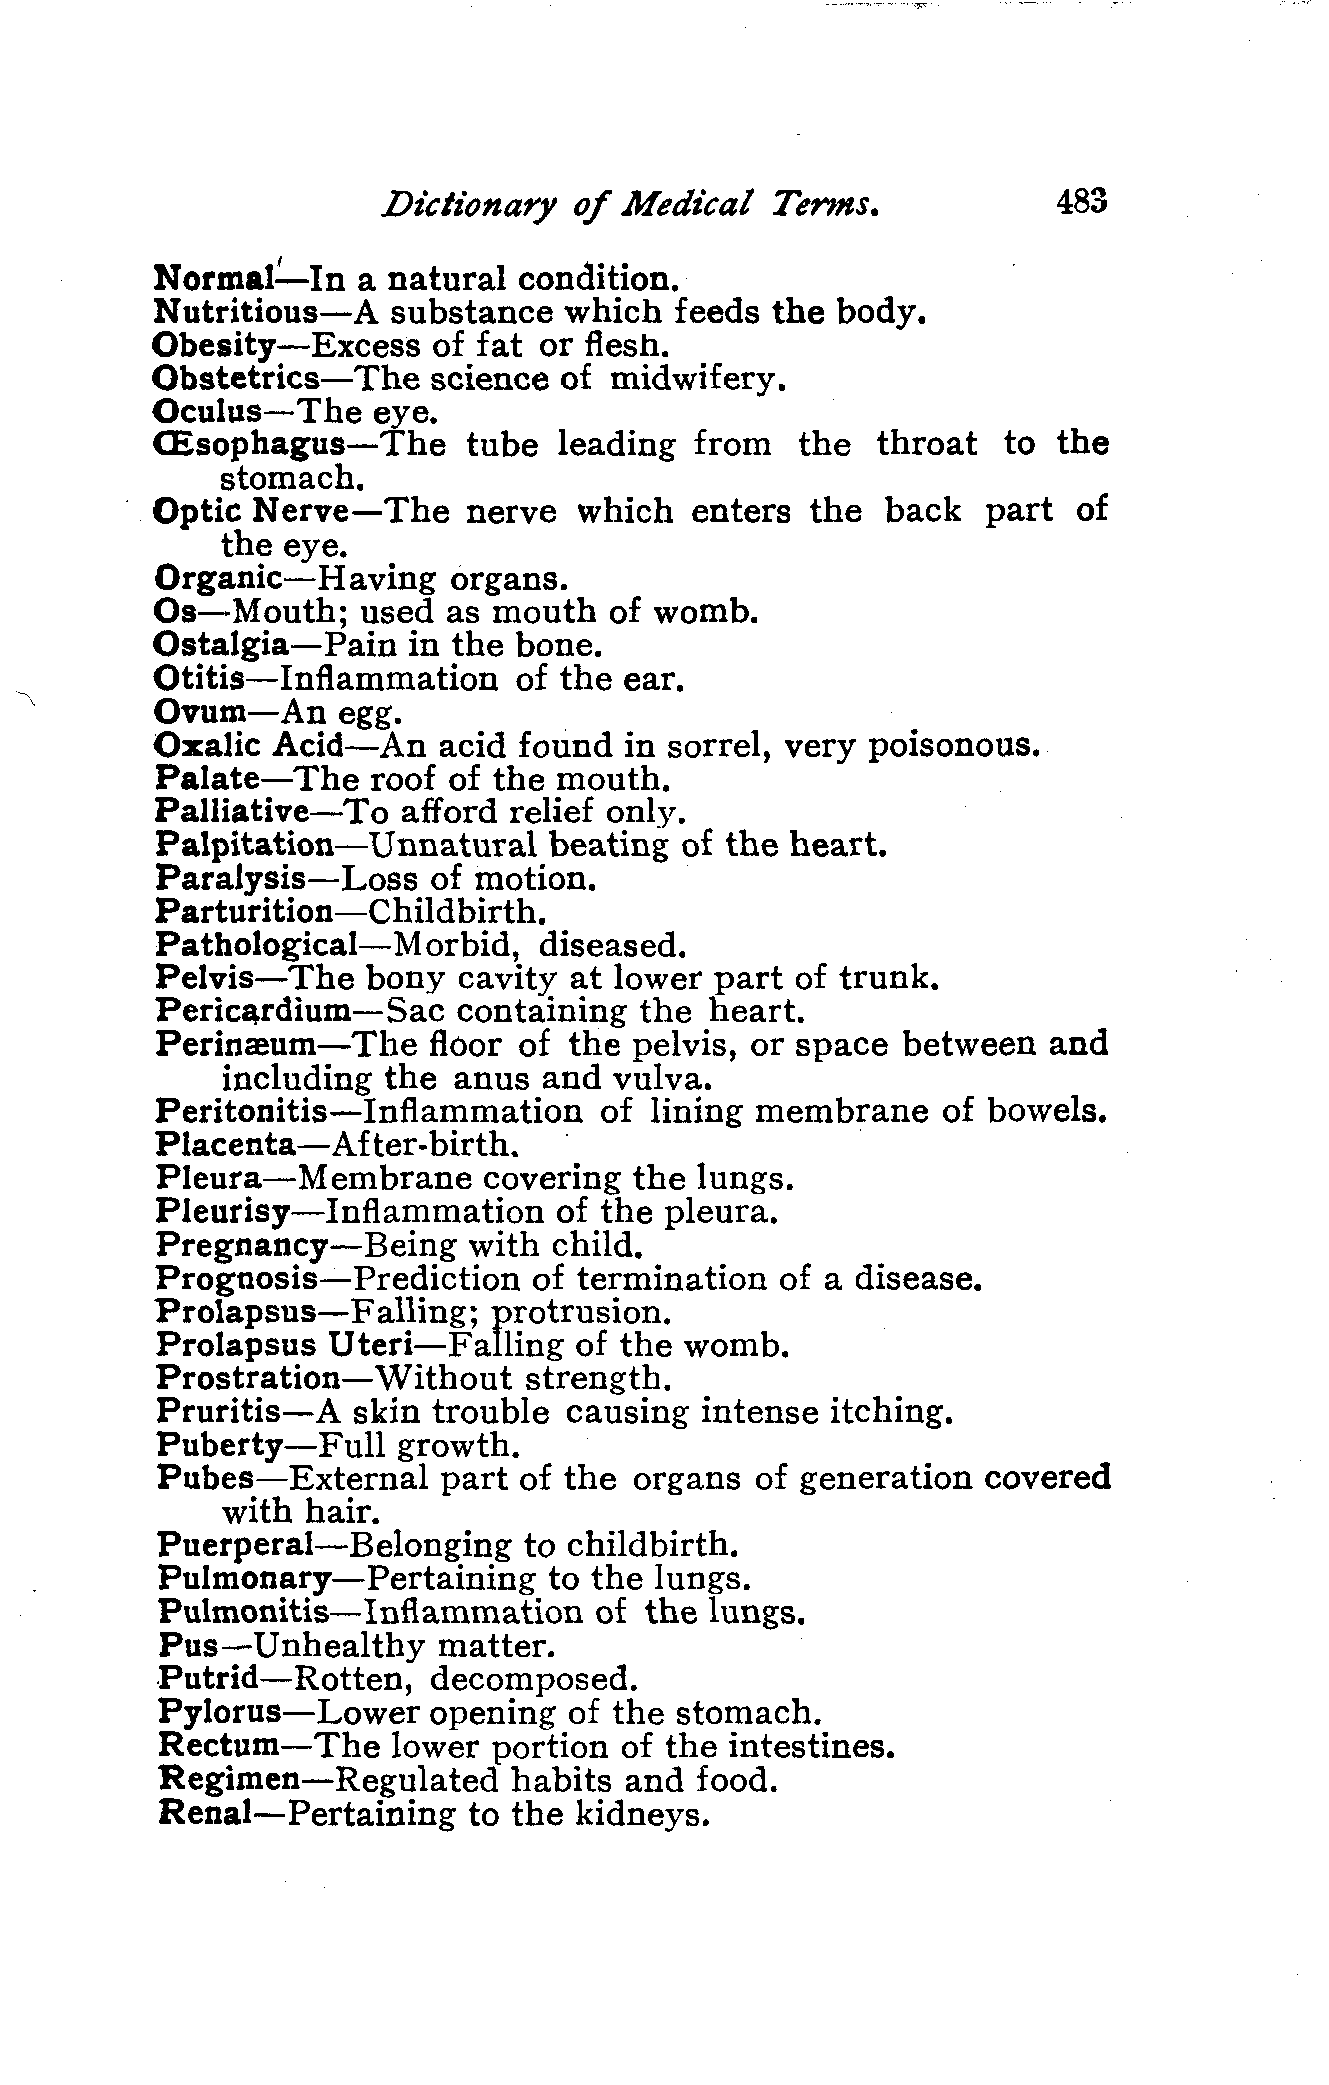 Dictionary of Medical Terms. 483
Normal—In a natural condition.
Nutritious—A substance which feeds the body.
Obesity—Excess of fat or flesh.
Obstetrics—The science of midwifery.
Oculus—The eye.
Œsophagus—The tube leading from the throat to the
stomach.
Optic Nerve—The nerve which enters the back part of
the eye.
Organic—Having organs.
Os—Mouth; used as mouth of womb.
Ostalgia—Pain in the bone.
Otitis—Inflammation of the ear.
Ovum—An egg.
Oxalic Acid—An acid found in sorrel, very poisonous.
Palate—The roof of the mouth.
Palliative—To afford relief only.
Palpitation—Unnatural beating of the heart.
Paralysis—Loss of motion.
Parturition—Childbirth.
Pathological—Morbid, diseased.
Pelvis—The bony cavity at lower part of trunk.
Pericardium—Sac containing the heart.
Perinæum—The floor of the pelvis, or space between and
including the anus and vulva.
Peritonitis—Inflammation of lining membrane of bowels.
Placenta—After-birth.
Pleura—Membrane covering the lungs.
Pleurisy—Inflammation of the pleura.
Pregnancy—Being with child.
Prognosis—Prediction of termination of a disease.
Prolapsus—Falling; protrusion.
Prolapsus Uteri—Falling of the womb.
Prostration—Without strength.
Pruritis—A skin trouble causing intense itching.
Puberty—Full growth.
Pubes—External part of the organs of generation covered
with hair.
Puerperal—Belonging to childbirth.
Pulmonary—Pertaining to the lungs.
Pulmonitis—Inflammation of the lungs.
Pus—Unhealthy matter.
Putrid—Rotten, decomposed.
Pylorus—Lower opening of the stomach.
Rectum—The lower portion of the intestines.
Regimen—Regulated habits and food.
Renal—Pertaining to the kidneys.